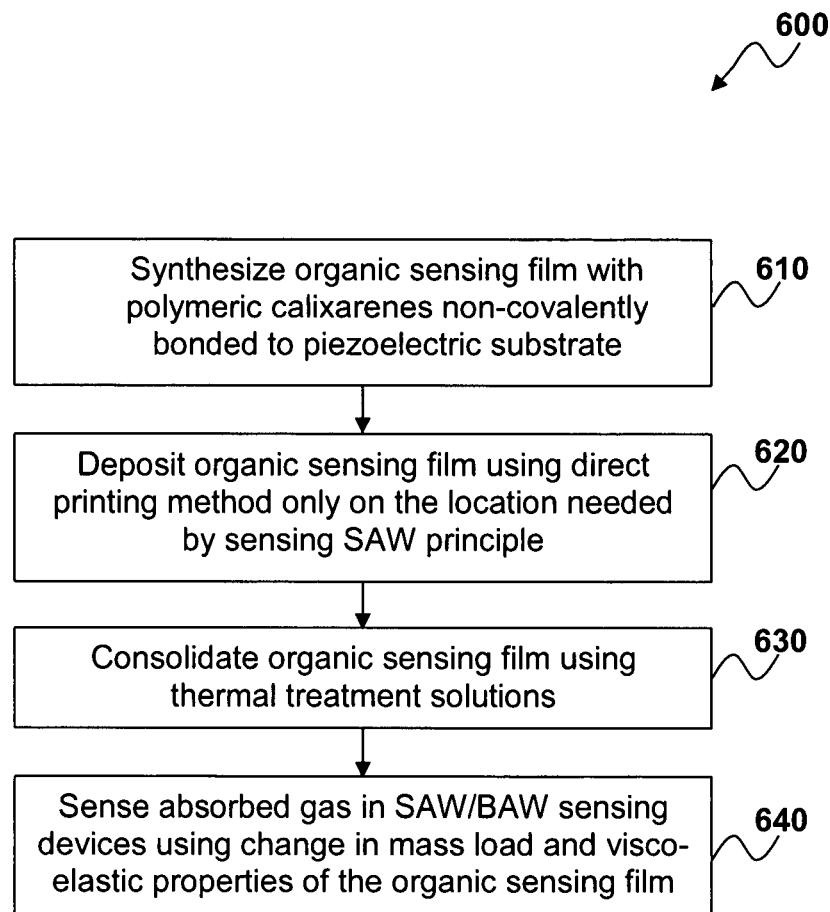 600
Synthesize organic sensing film with
polymeric calixarenes non-covalently
bonded to piezoelectric substrate
610
Deposit organic sensing film using direct
printing method only on the location needed
by sensing SAW principle
620
Consolidate organic sensing film using
thermal treatment solutions
630
Sense absorbed gas in SAW/BAW sensing
devices using change in mass load and visco-
elastic properties of the organic sensing film
640